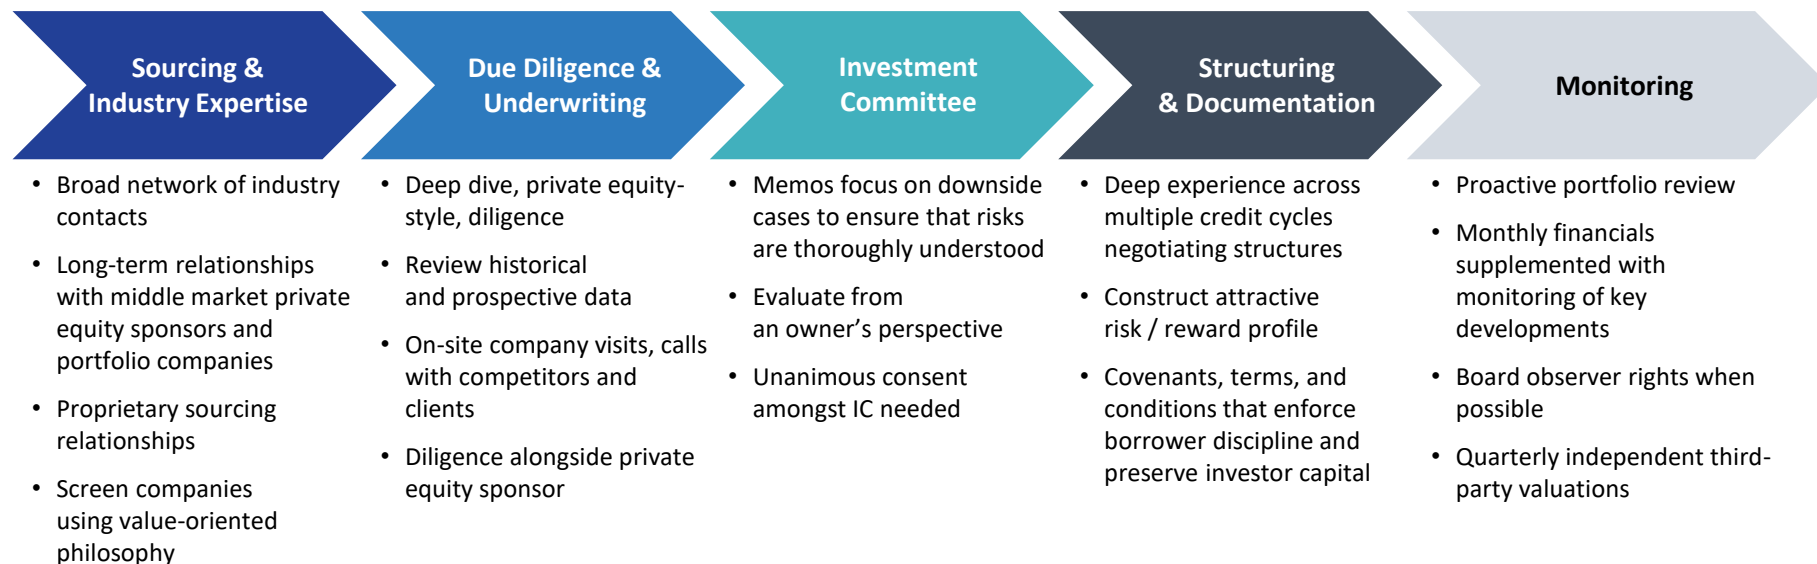 Sourcing &
Industry Expertise
Due Diligence &
Underwriting
Investment
Committee
Structuring
& Documentation
Monitoring
• Broad network of industry
contacts
• Long-term relationships
with middle market private
equity sponsors and
portfolio companies
• Proprietary sourcing
relationships
• Screen companies
using value-oriented
philosophy
• Deep dive, private equity-
style, diligence
• Review historical
and prospective data
• On-site company visits, calls
with competitors and
clients
• Diligence alongside private
equity sponsor
• Memos focus on downside
cases to ensure that risks
are thoroughly understood
• Evaluate from
an owner’s perspective
• Unanimous consent
amongst IC needed
• Deep experience across
multiple credit cycles
negotiating structures
• Construct attractive
risk / reward profile
• Covenants, terms, and
conditions that enforce
borrower discipline and
preserve investor capital
• Proactive portfolio review
• Monthly financials
supplemented with
monitoring of key
developments
• Board observer rights when
possible
• Quarterly independent third-
party valuations